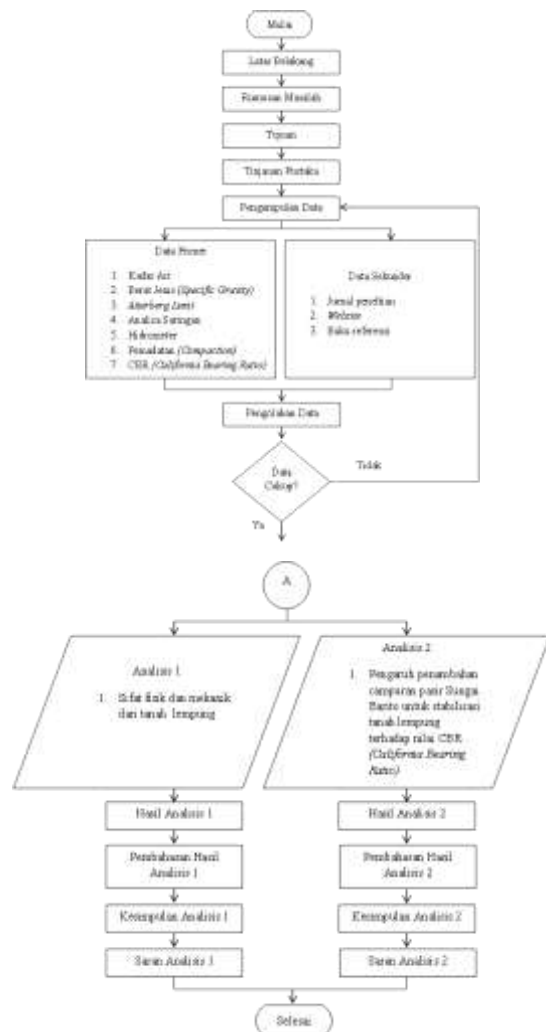 Mulai
Latar Belakang
Rumusan Masalah
Tujuan
Tinjauan Pustaka
Pengumpulan Data
Data Primer
1. Kadar Air
2. Berat Jenis (Specific Gravity)
3. Atterberg Limit
4. Analisa Saringan
5. Hidrometer
6. Pemadatan (Compaction)
7. CBR (California Bearing Ratio)
Data Sekunder
1. Jurnal penelitian
2. Website
3. Buku referensi
Pengolahan Data
Data
Cukup?
Tidak
Ya
A
Analisis 1
1. Sifat fisik dan mekanik
dari tanah lempung
Analisis 2
1. Pengaruh penambahan
campuran pasir Sungai
untuk stabilisasi
tanah lempung
terhadap nilai CBR
(California Bearing
Ratio)
Hasil Analisis 1
Pembahasan Hasil
Analisis 1
Kesimpulan Analisis 1
Saran Analisis 1
Hasil Analisis 2
Pembahasan Hasil
Analisis 2
Kesimpulan Analisis 2
Saran Analisis 2
Selesai